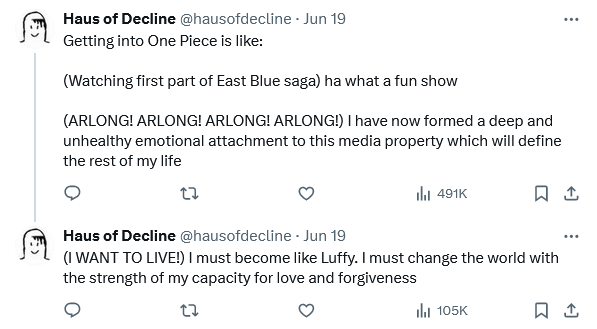 Haus of Decline @hausofdecline · Jun 19
Getting into One Piece is like:
(Watching first part of East Blue saga) ha what a fun show
(ARLONG! ARLONG! ARLONG! ARLONG!) I have now formed a deep and
unhealthy emotional attachment to this media property which will define
the rest of my life
491K
Haus of Decline @hausofdecline · Jun 19
(I WANT TO LIVE!) I must become like Luffy. I must change the world with
the strength of my capacity for love and forgiveness
105K